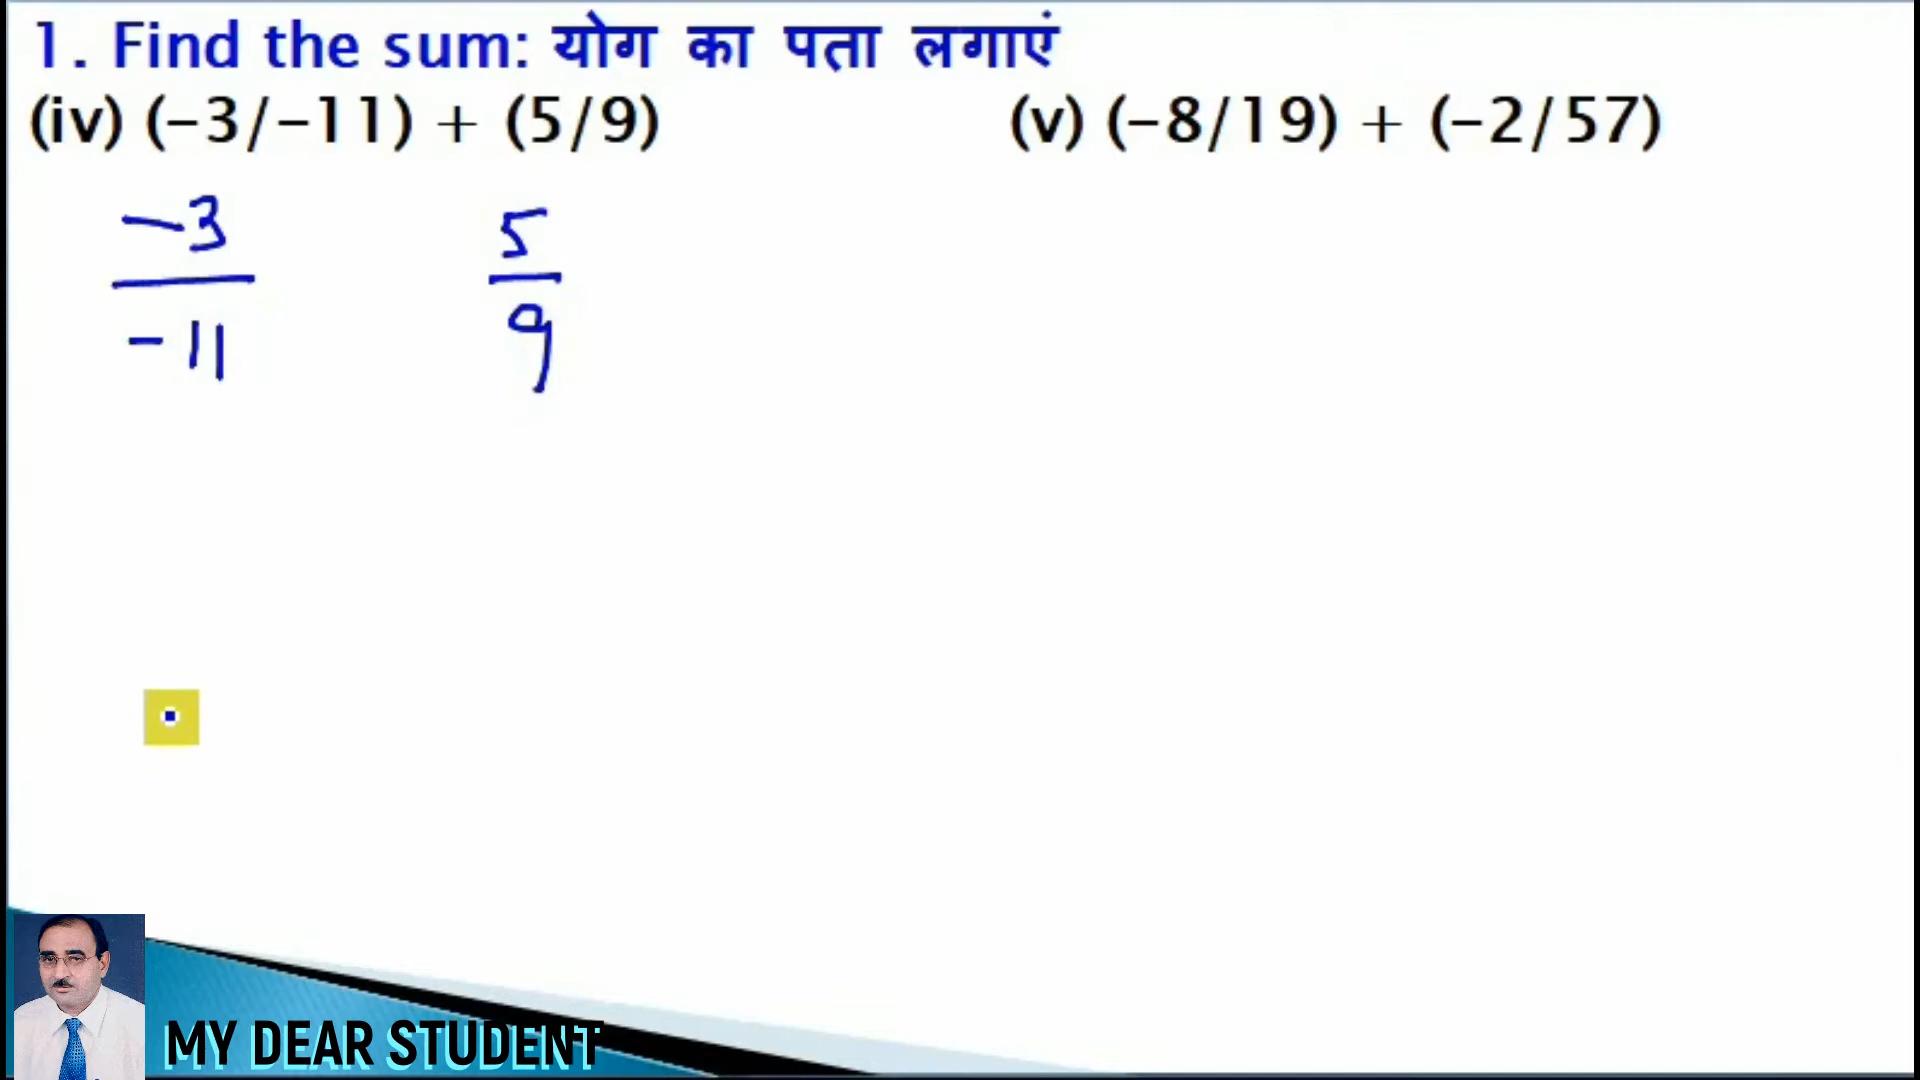 1. Find the sum: योग का पता लगाएं
(iv) (-3/-11) + (5/9) (v) (-8/19) + (-2/57)
-3 5
-11 9
MY DEAR STUDENT